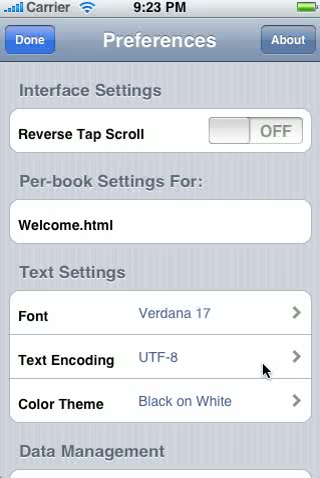 Carrier 9:23 PM
Done Preferences About
Interface Settings
Reverse Tap Scroll OFF
Per-book Settings For:
Welcome.html
Text Settings
Font Verdana 17
Text Encoding UTF-8
Color Theme Black on White
Data Management